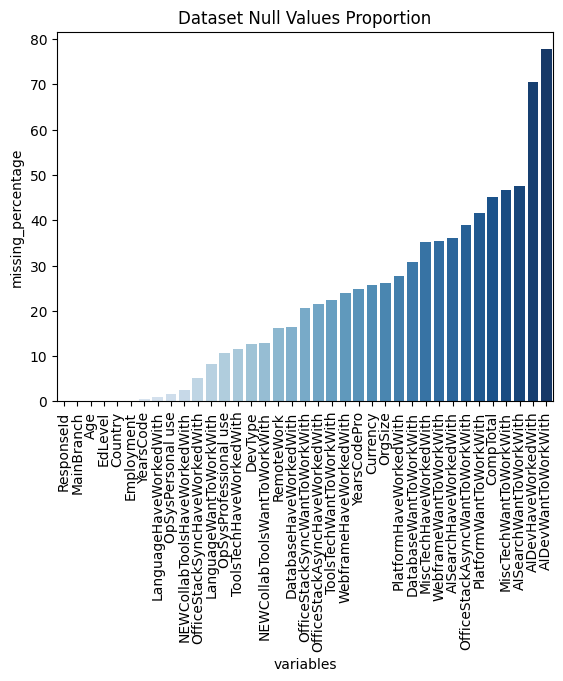 Dataset Null Values Proportion
80
70
60
50
40
30
20
10
0
missing_percentage
ResponseId
MainBranch
Age
EdLevel
Country
Employment
YearsCode
LanguageHaveWorkedWith
OpSysPersonal use
NEWCollabToolsHaveWorkedWith
OfficeStackSyncHaveWorkedWith
LanguageWantToWorkWith
OpSysProfessional use
ToolsTechHaveWorkedWith
DevType
NEWCollabToolsWantToWorkWith
RemoteWork
DatabaseHaveWorkedWith
OfficeStackSyncWantToWorkWith
OfficeStackAsyncHaveWorkedWith
ToolsTechWantToWorkWith
WebframeHaveWorkedWith
YearsCodePro
Currency
OrgSize
PlatformHaveWorkedWith
DatabaseWantToWorkWith
MiscTechHaveWorkedWith
WebframeWantToWorkWith
AISearchHaveWorkedWith
OfficeStackAsyncWantToWorkWith
PlatformWantToWorkWith
CompTotal
MiscTechWantToWorkWith
AISearchWantToWorkWith
AIDevHaveWorkedWith
AIDevWantToWorkWith
variables